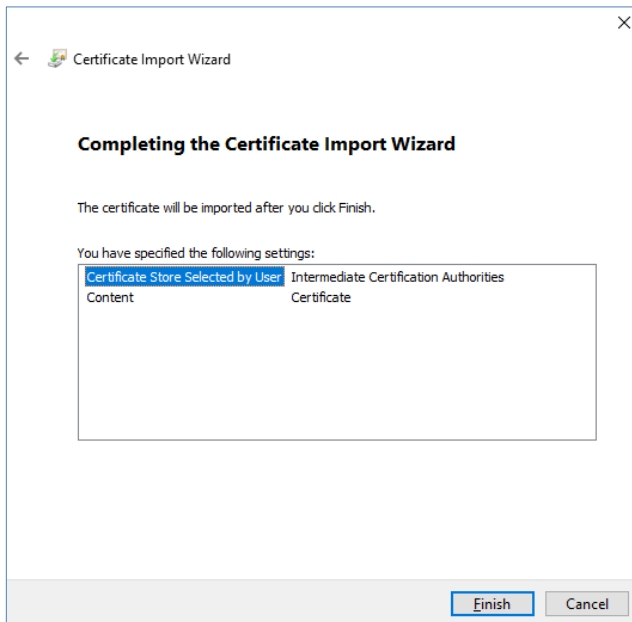 Certificate Import Wizard
Completing the Certificate Import Wizard
The certificate will be imported after you click Finish.
You have specified the following settings:
Certificate Store Selected by User Intermediate Certification Authorities
Content Certificate
Finish Cancel